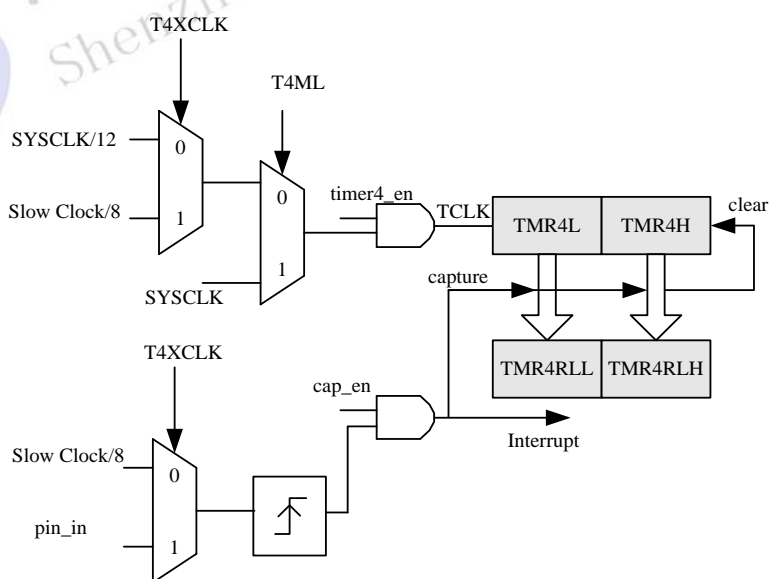 Shenzh
T4XCLK
T4ML
SYSCLK/12
0
Slow Clock/8
1
0
1
SYSCLK
timer4_en
TCLK
TMR4L
TMR4H
clear
capture
TMR4RLL
TMR4RLH
T4XCLK
cap_en
Interrupt
Slow Clock/8
0
pin_in
1